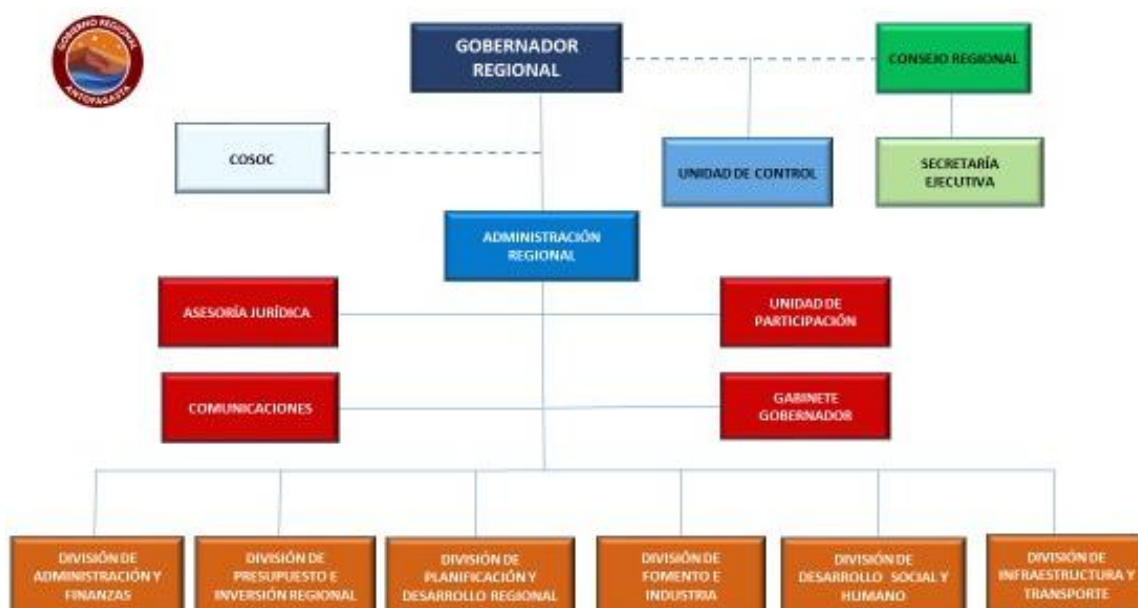 GOBIERNO REGIONAL
ANTOFAGASTA
GOBERNADOR
REGIONAL
CONSEJO REGIONAL
COSOC
UNIDAD DE CONTROL
SECRETARÍA
EJECUTIVA
ADMINISTRACIÓN
REGIONAL
ASESORÍA JURÍDICA
UNIDAD DE
PARTICIPACIÓN
COMUNICACIONES
GABINETE
GOBERNADOR
DIVISIÓN DE
ADMINISTRACIÓN Y
FINANZAS
DIVISIÓN DE
PRESUPUESTO E
INVERSIÓN REGIONAL
DIVISIÓN DE
PLANIFICACIÓN Y
DESARROLLO REGIONAL
DIVISIÓN DE
FOMENTO E
INDUSTRIA
DIVISIÓN DE
DESARROLLO SOCIAL Y
HUMANO
DIVISIÓN DE
INFRAESTRUCTURA Y
TRANSPORTE